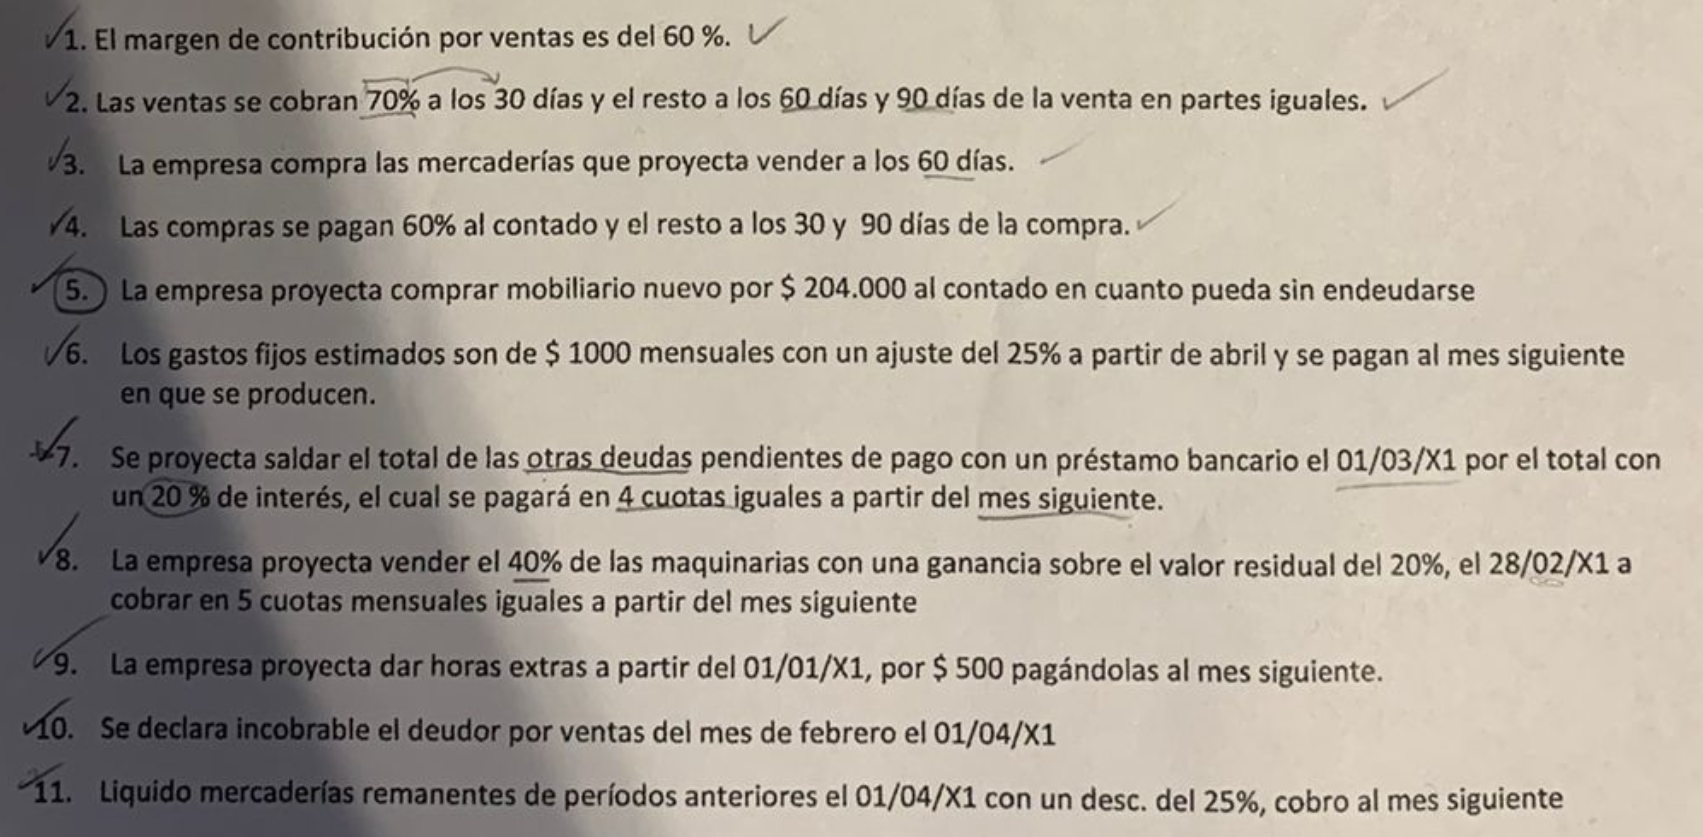 1. El margen de contribución por ventas es del 60 %.
2. Las ventas se cobran 70% a los 30 días y el resto a los 60 días y 90 días de la venta en partes iguales.
3. La empresa compra las mercaderías que proyecta vender a los 60 días.
4. Las compras se pagan 60% al contado y el resto a los 30 y 90 días de la compra.
5. La empresa proyecta comprar mobiliario nuevo por $ 204.000 al contado en cuanto pueda sin endeudarse
6. Los gastos fijos estimados son de $ 1000 mensuales con un ajuste del 25% a partir de abril y se pagan al mes siguiente
en que se producen.
7. Se proyecta saldar el total de las otras deudas pendientes de pago con un préstamo bancario el 01/03/X1 por el total con
un 20 % de interés, el cual se pagará en 4 cuotas iguales a partir del mes siguiente.
8. La empresa proyecta vender el 40% de las maquinarias con una ganancia sobre el valor residual del 20%, el 28/02/X1 a
cobrar en 5 cuotas mensuales iguales a partir del mes siguiente
9. La empresa proyecta dar horas extras a partir del 01/01/X1, por $ 500 pagándolas al mes siguiente.
10. Se declara incobrable el deudor por ventas del mes de febrero el 01/04/X1
11. Liquido mercaderías remanentes de períodos anteriores el 01/04/X1 con un desc. del 25%, cobro al mes siguiente